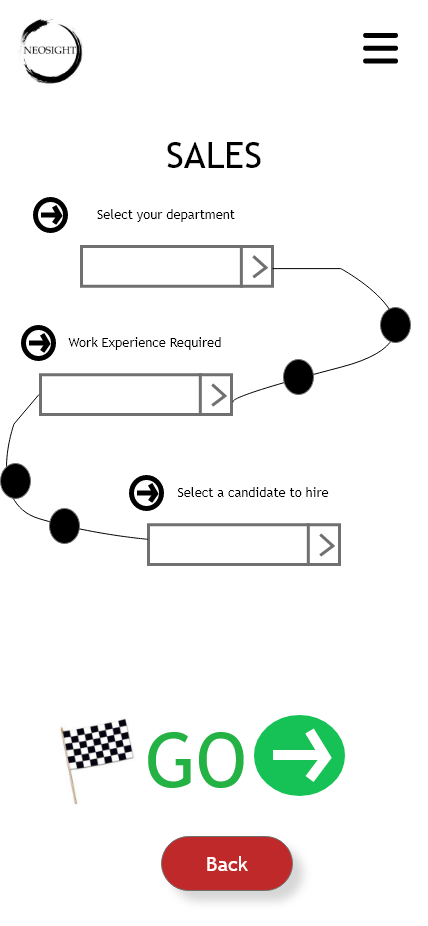 NEOSIGHT
SALES
Select your department
Work Experience Required
Select a candidate to hire
GO
Back